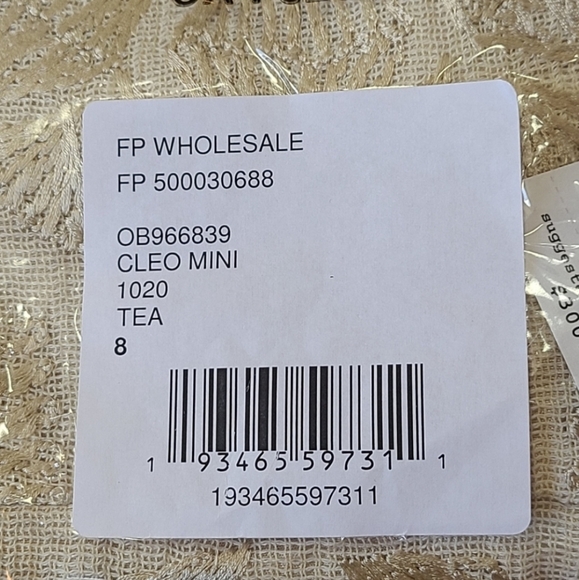 FP WHOLESALE
FP 500030688
OB966839
CLEO MINI
1020
TEA
8
1 93465 59731 1
193465597311